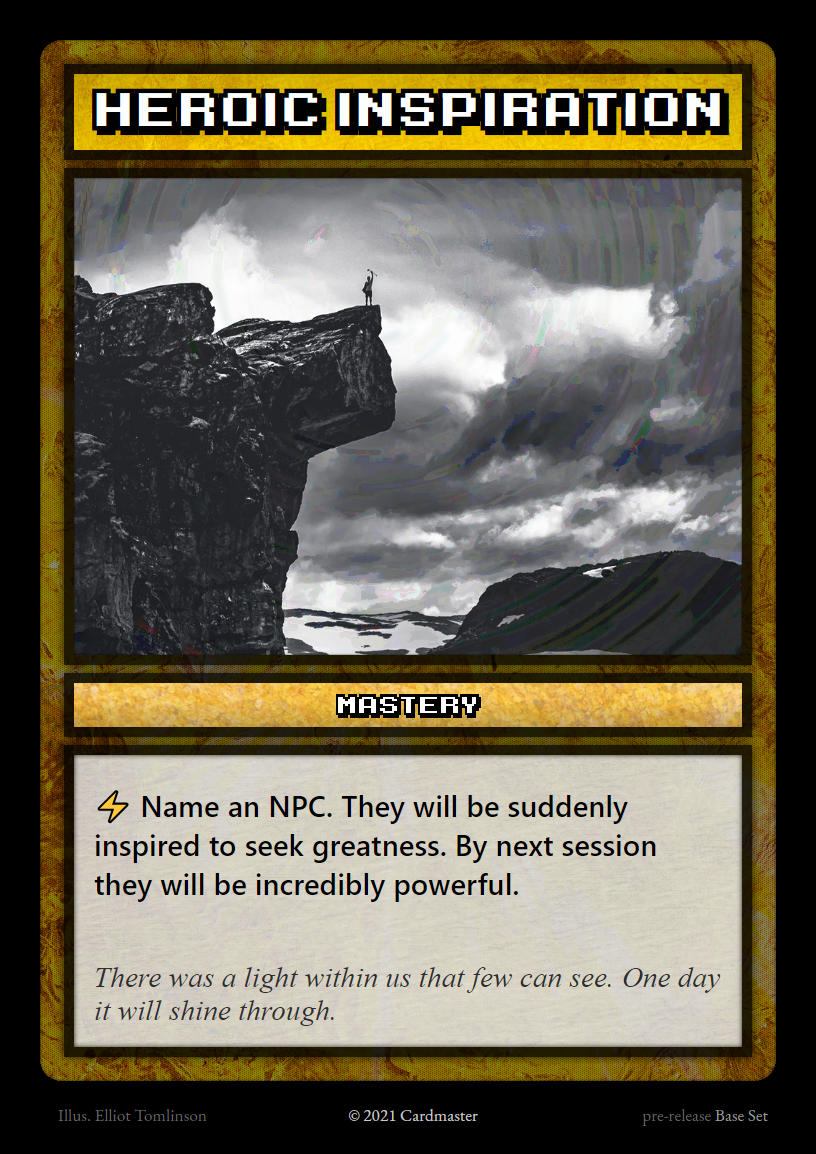 HEROIC INSPIRATION
MASTERY
⚡ Name an NPC. They will be suddenly
inspired to seek greatness. By next session
they will be incredibly powerful.
There was a light within us that few can see. One day
it will shine through.
Illus. Elliot Tomlinson © 2021 Cardmaster pre-release Base Set